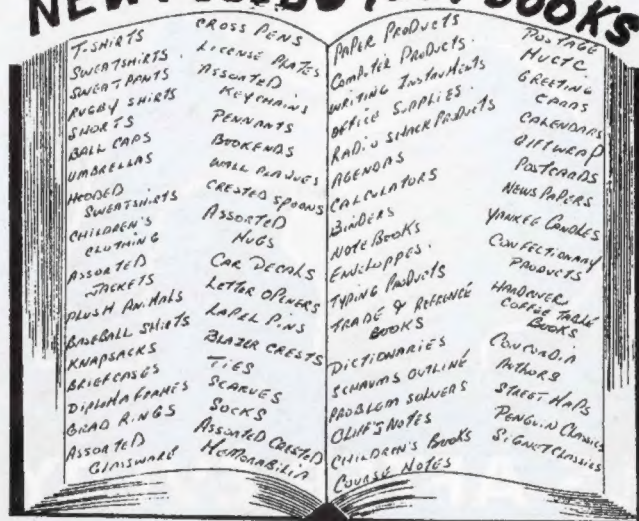 NEW
BOOKS
T-SHIRTS
SWEATSHIRTS.
SWEATPANTS
RUGBY SHIRTS
SHORTS
BALL CAPS
UMBRELLAS
HOODED
SWEATSHIRTS
CHILDREN'S
CLOTHING
ASSORTED
JACKETS
PLUSH ANIMALS
BASEBALL SHIRTS
KNAPSACKS
BRIEFCASES
DIPLOMA FRAMES
GRAD RINGS
ASSORTED
GLASSWARE
CROSS PENS
LICENSE PLATES
ASSORTED
KEYCHAINS
PENNANTS
BOOKENDS
WALL PLAQUES
CRESTED SPOONS
ASSORTED
MUGS
CAR DECALS
LETTER OPENERS
LAPEL PINS
BLAZER CRESTS
TIES
SCARVES
SOCKS
ASSORTED CRESTED
MEMORABILIA
PAPER PRODUCTS
COMPUTER PRODUCTS.
WRITING INSTRUMENTS
OFFICE SUPPLIES.
RADIO SHACK PRODUCTS
AGENDAS
CALCULATORS
BINDERS
NOTE BOOKS
ENVELOPPES.
TYPING PRODUCTS
TRADE & REFERENCE
BOOKS
DICTIONARIES
SCHAUMS OUTLINE
PROBLEM SOLVERS
CLIFF'S NOTES
CHILDREN'S BOOKS
COURSE NOTES
POSTAGE
MUCTC.
GREETING
CARDS
CALENDARS
GIFTWRAP
POSTCARDS
NEWSPAPERS
YANKEE CANDLES
CONFECTIONARY
PRODUCTS
HARDCOVER
COFFEE TABLE
BOOKS
CONCORDIA
AUTHORS
STREET MAPS
PENGUIN CLASSICS
SIGNET CLASSICS